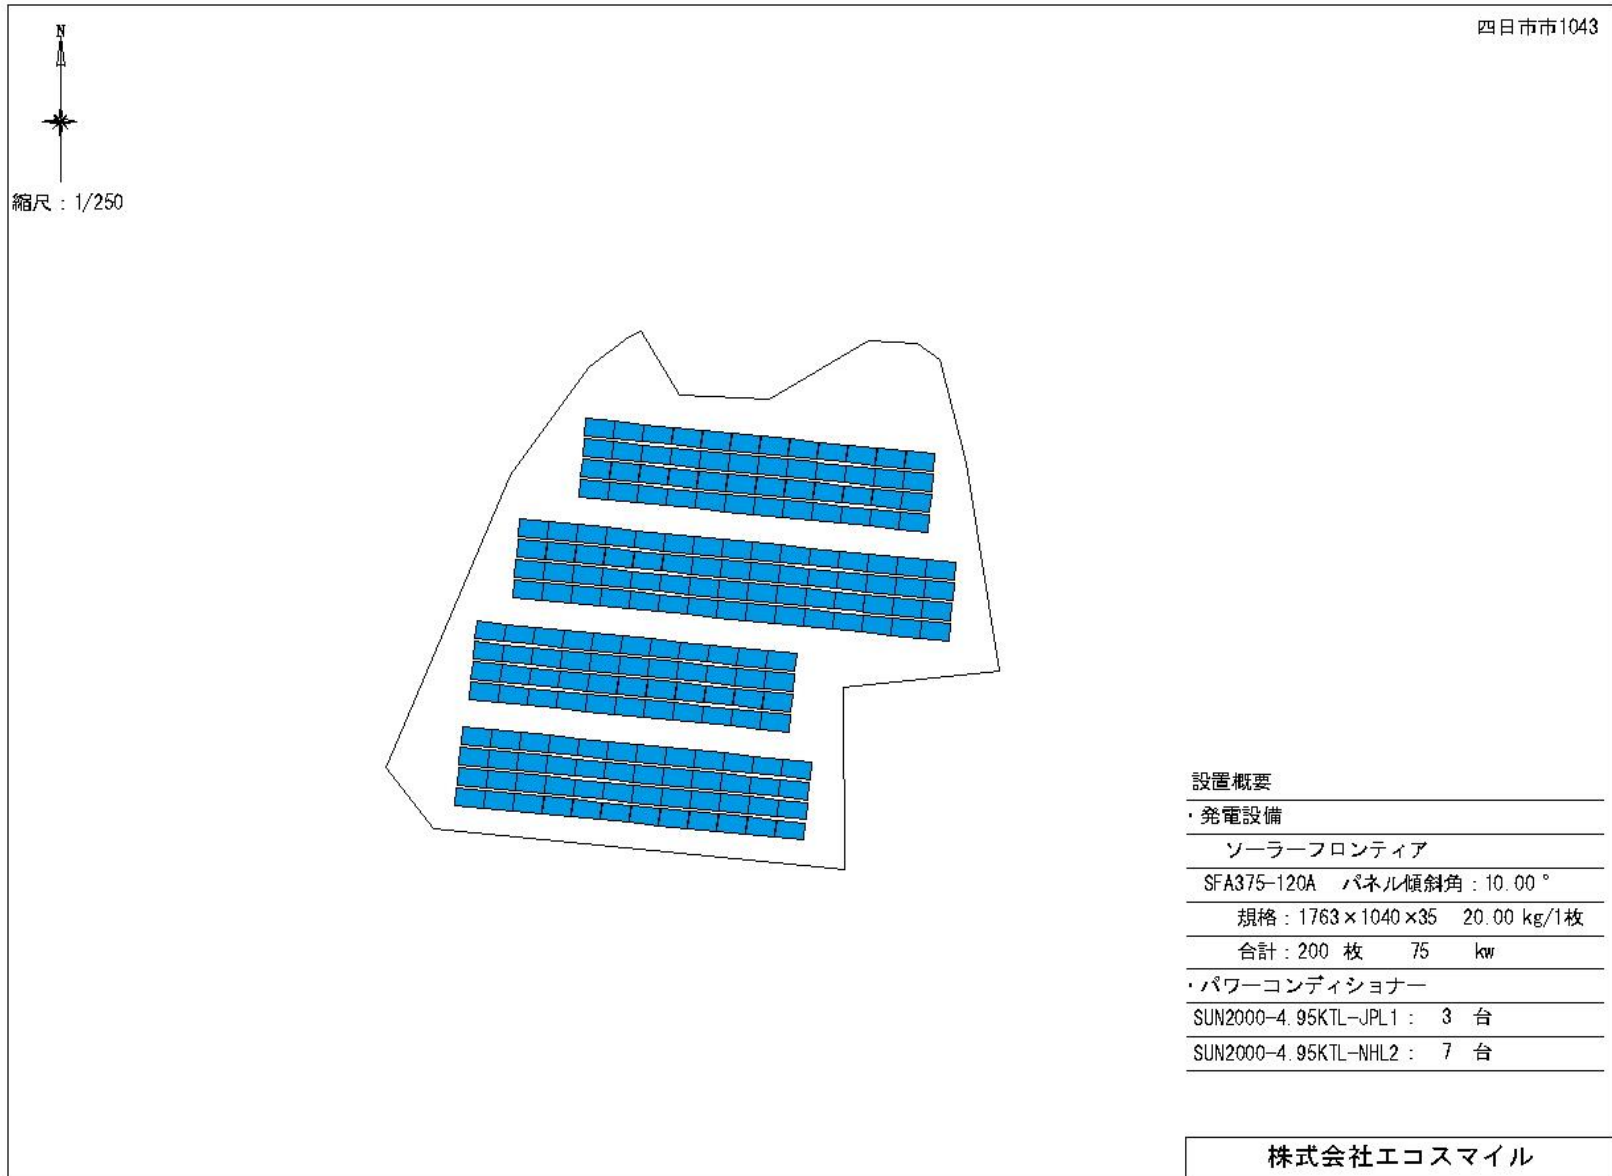 四日市市1043
N
縮尺：1/250
設置概要
・発電設備
ソーラーフロンティア
SFA375-120A パネル傾斜角：10.00°
規格：1763×1040×35 20.00 kg/1枚
合計：200 枚 75 kw
・パワーコンディショナー
SUN2000-4.95KTL-JPL1： 3 台
SUN2000-4.95KTL-NHL2： 7 台
株式会社エコスマイル